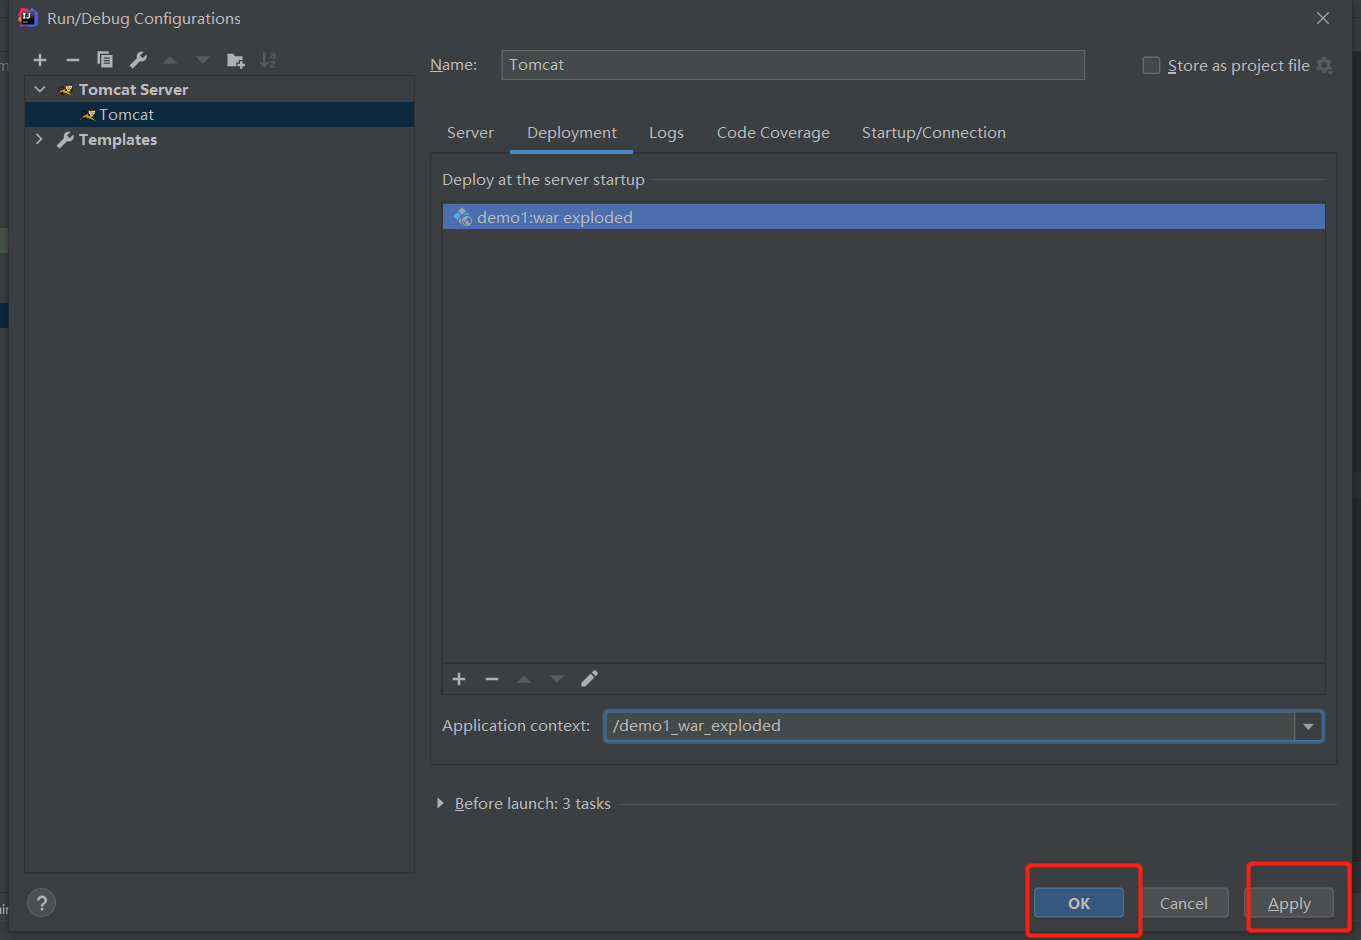 Run/Debug Configurations
Name: Tomcat Store as project file
Tomcat Server
Tomcat
Templates
Server Deployment Logs Code Coverage Startup/Connection
Deploy at the server startup
demo1:war exploded
Application context: /demo1_war_exploded
Before launch: 3 tasks
? OK Cancel Apply